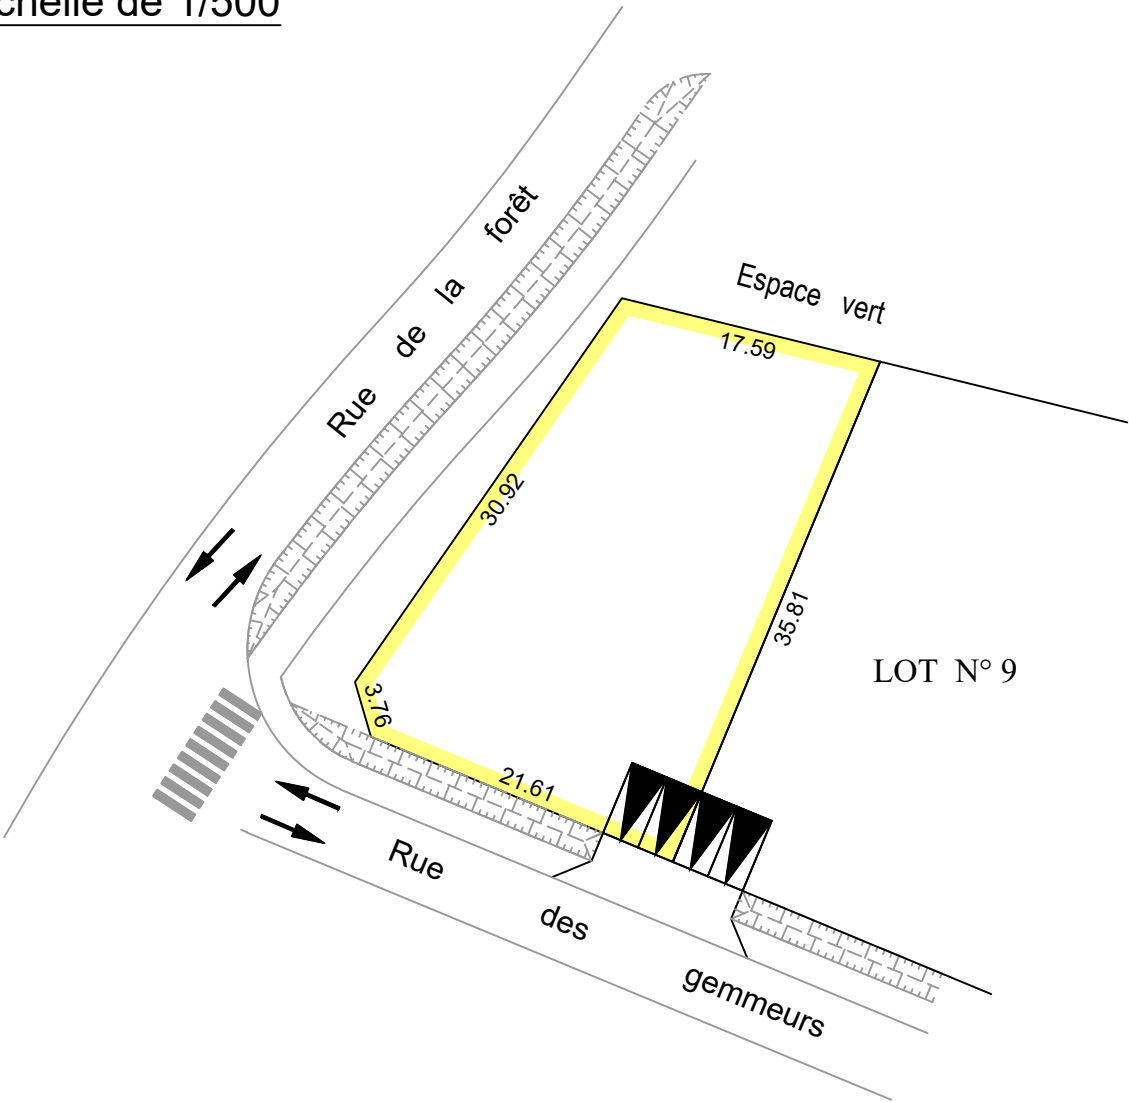 chelle de 1/500
Rue de la forêt
Espace vert
17.59
30.92
35.81
LOT N° 9
3.76
21.61
Rue des gemmeurs